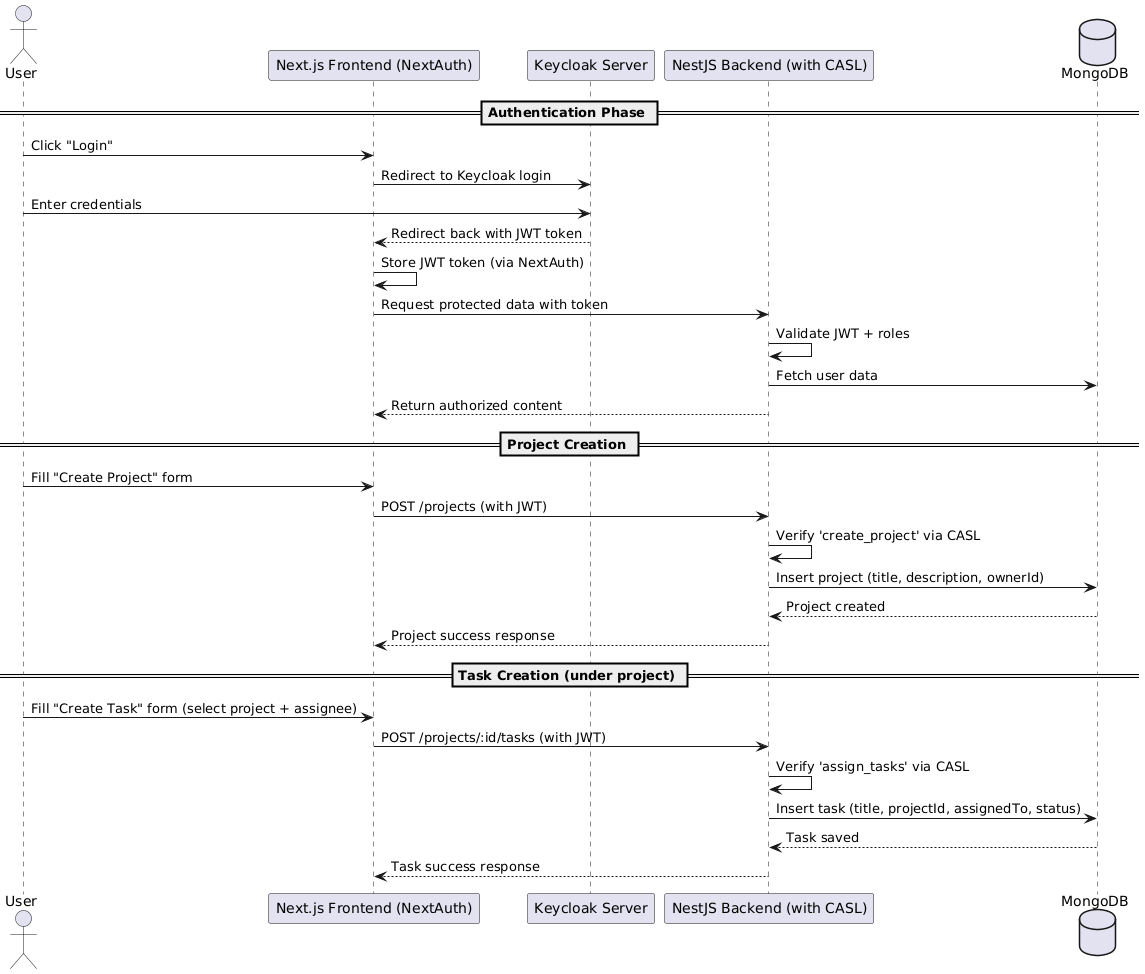 User
Next.js Frontend (NextAuth)
Keycloak Server
NestJS Backend (with CASL)
MongoDB
Authentication Phase
Click "Login"
Redirect to Keycloak login
Enter credentials
Redirect back with JWT token
Store JWT token (via NextAuth)
Request protected data with token
Validate JWT + roles
Fetch user data
Return authorized content
Project Creation
Fill "Create Project" form
POST /projects (with JWT)
Verify 'create_project' via CASL
Insert project (title, description, ownerId)
Project created
Project success response
Task Creation (under project)
Fill "Create Task" form (select project + assignee)
POST /projects/:id/tasks (with JWT)
Verify 'assign_tasks' via CASL
Insert task (title, projectId, assignedTo, status)
Task saved
Task success response
User
Next.js Frontend (NextAuth)
Keycloak Server
NestJS Backend (with CASL)
MongoDB